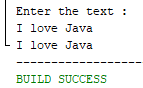 Enter the text :
I love Java
I love Java
------------------
BUILD SUCCESS